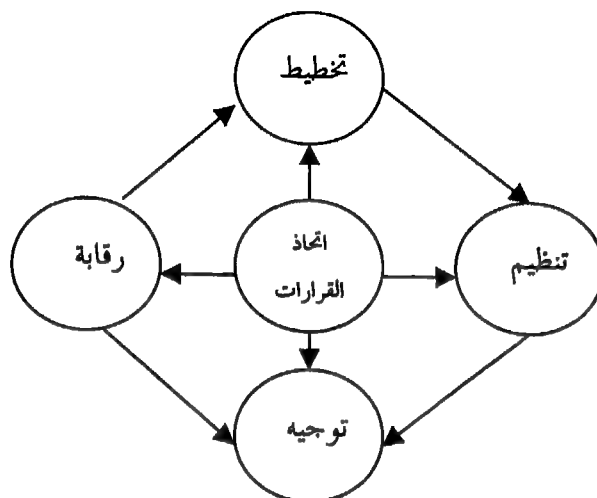 تخطيط
رقابة
اتخاذ
القرارات
تنظيم
توجيه